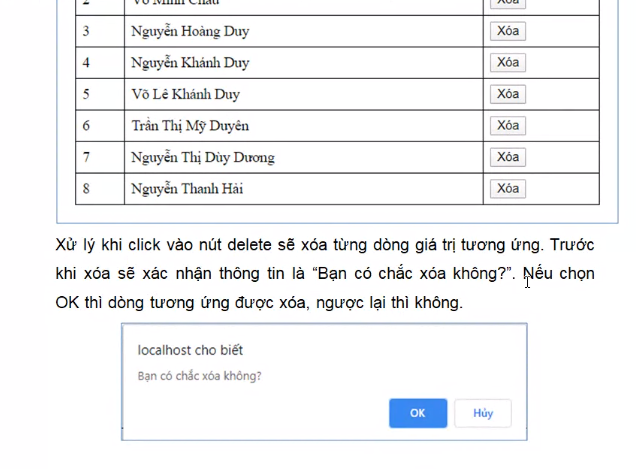 2 Võ Minh Châu Xóa
3 Nguyễn Hoàng Duy Xóa
4 Nguyễn Khánh Duy Xóa
5 Võ Lê Khánh Duy Xóa
6 Trần Thị Mỹ Duyên Xóa
7 Nguyễn Thị Dùy Dương Xóa
8 Nguyễn Thanh Hải Xóa
Xử lý khi click vào nút delete sẽ xóa từng dòng giá trị tương ứng. Trước
khi xóa sẽ xác nhận thông tin là “Bạn có chắc xóa không?”. Nếu chọn
OK thì dòng tương ứng được xóa, ngược lại thì không.
localhost cho biết
Bạn có chắc xóa không?
OK Hủy